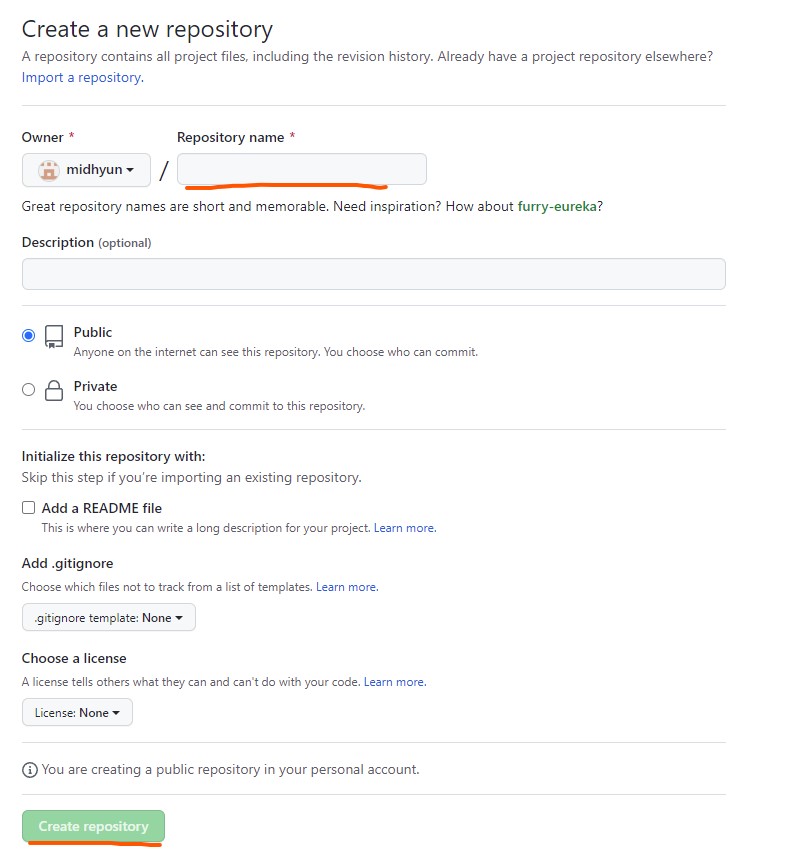 Create a new repository
A repository contains all project files, including the revision history. Already have a project repository elsewhere?
Import a repository.
Owner *
Repository name *
midhyun
/
Great repository names are short and memorable. Need inspiration? How about furry-eureka?
Description (optional)
Public
Anyone on the internet can see this repository. You choose who can commit.
Private
You choose who can see and commit to this repository.
Initialize this repository with:
Skip this step if you're importing an existing repository.
Add a README file
This is where you can write a long description for your project. Learn more.
Add .gitignore
Choose which files not to track from a list of templates. Learn more.
.gitignore template: None
Choose a license
A license tells others what they can and can't do with your code. Learn more.
License: None
You are creating a public repository in your personal account.
Create repository